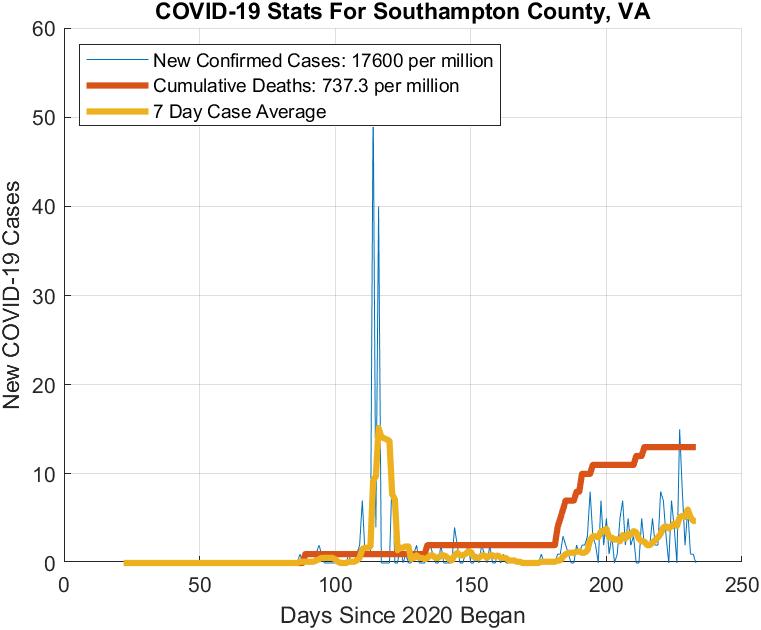 COVID-19 Stats For Southampton County, VA
60
50
40
30
20
10
0
New COVID-19 Cases
New Confirmed Cases: 17600 per million
Cumulative Deaths: 737.3 per million
7 Day Case Average
0
50
100
150
200
250
Days Since 2020 Began